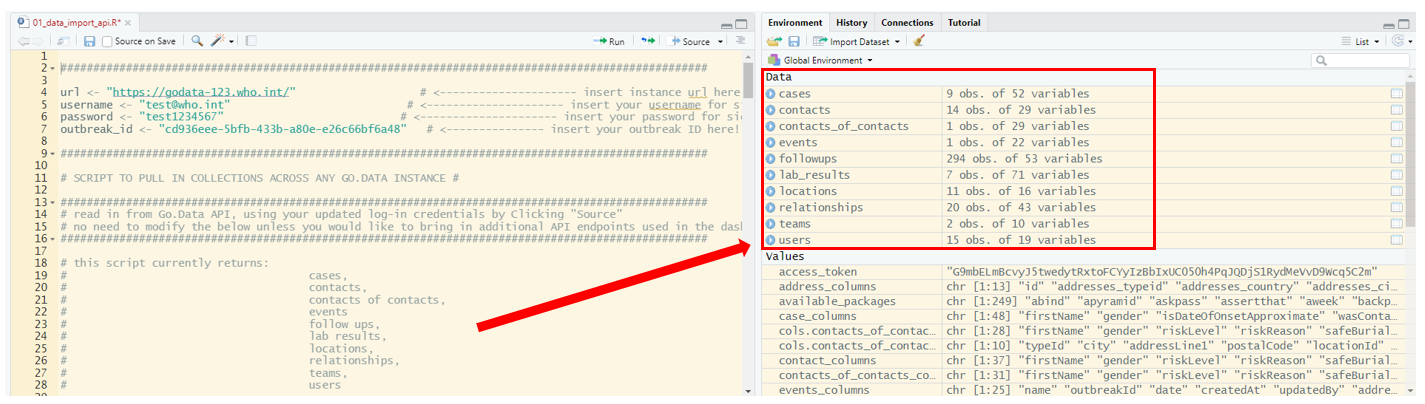 01_data_import_api.R* ×
Source on Save
Run
Source
1
2
##################################################################################################
3
4 url <- "https://godata-123.who.int/" # <--------------------- insert instance url here
5 username <- "test@who.int" # <--------------------- insert your username for s
6 password <- "test1234567" # <--------------------- insert your password for si
7 outbreak_id <- "cd936eee-5bfb-433b-a80e-e26c66bf6a48" # <--------------- insert your outbreak ID here!
8
9 ##################################################################################################
10
11 # SCRIPT TO PULL IN COLLECTIONS ACROSS ANY GO.DATA INSTANCE #
12
13 ##################################################################################################
14 # read in from Go.Data API, using your updated log-in credentials by Clicking "Source"
15 # no need to modify the below unless you would like to bring in additional API endpoints used in the dash
16 ##################################################################################################
17
18 # this script currently returns:
19 # cases,
20 # contacts,
21 # contacts of contacts,
22 # events
23 # follow ups,
24 # lab results,
25 # locations,
26 # relationships,
27 # teams,
28 # users
Environment History Connections Tutorial
Import Dataset List
Global Environment
Data
cases 9 obs. of 52 variables
contacts 14 obs. of 29 variables
contacts_of_contacts 1 obs. of 29 variables
events 1 obs. of 22 variables
followups 294 obs. of 53 variables
lab_results 7 obs. of 71 variables
locations 11 obs. of 16 variables
relationships 20 obs. of 43 variables
teams 2 obs. of 10 variables
users 15 obs. of 19 variables
Values
access_token "G9mbELmBcvyJ5twedytRxtoFCYyIzBbIxUCO50h4PqJQDjS1RydMeVvD9Wcq5C2m"
address_columns chr [1:13] "id" "addresses_typeid" "addresses_country" "addresses_ci…
available_packages chr [1:249] "abind" "apyramid" "askpass" "assertthat" "aweek" "backp…
case_columns chr [1:48] "firstName" "gender" "isDateOfOnsetApproximate" "wasConta…
cols.contacts_of_contac… chr [1:28] "firstName" "gender" "riskLevel" "riskReason" "safeBurial…
cols.contacts_of_contac… chr [1:10] "typeId" "city" "addressLine1" "postalCode" "locationId" …
contact_columns chr [1:37] "firstName" "gender" "riskLevel" "riskReason" "safeBurial…
contacts_of_contacts_co… chr [1:31] "firstName" "gender" "riskLevel" "riskReason" "safeBurial…
events_columns chr [1:25] "name" "outbreakId" "date" "createdAt" "updatedBy" "addre…